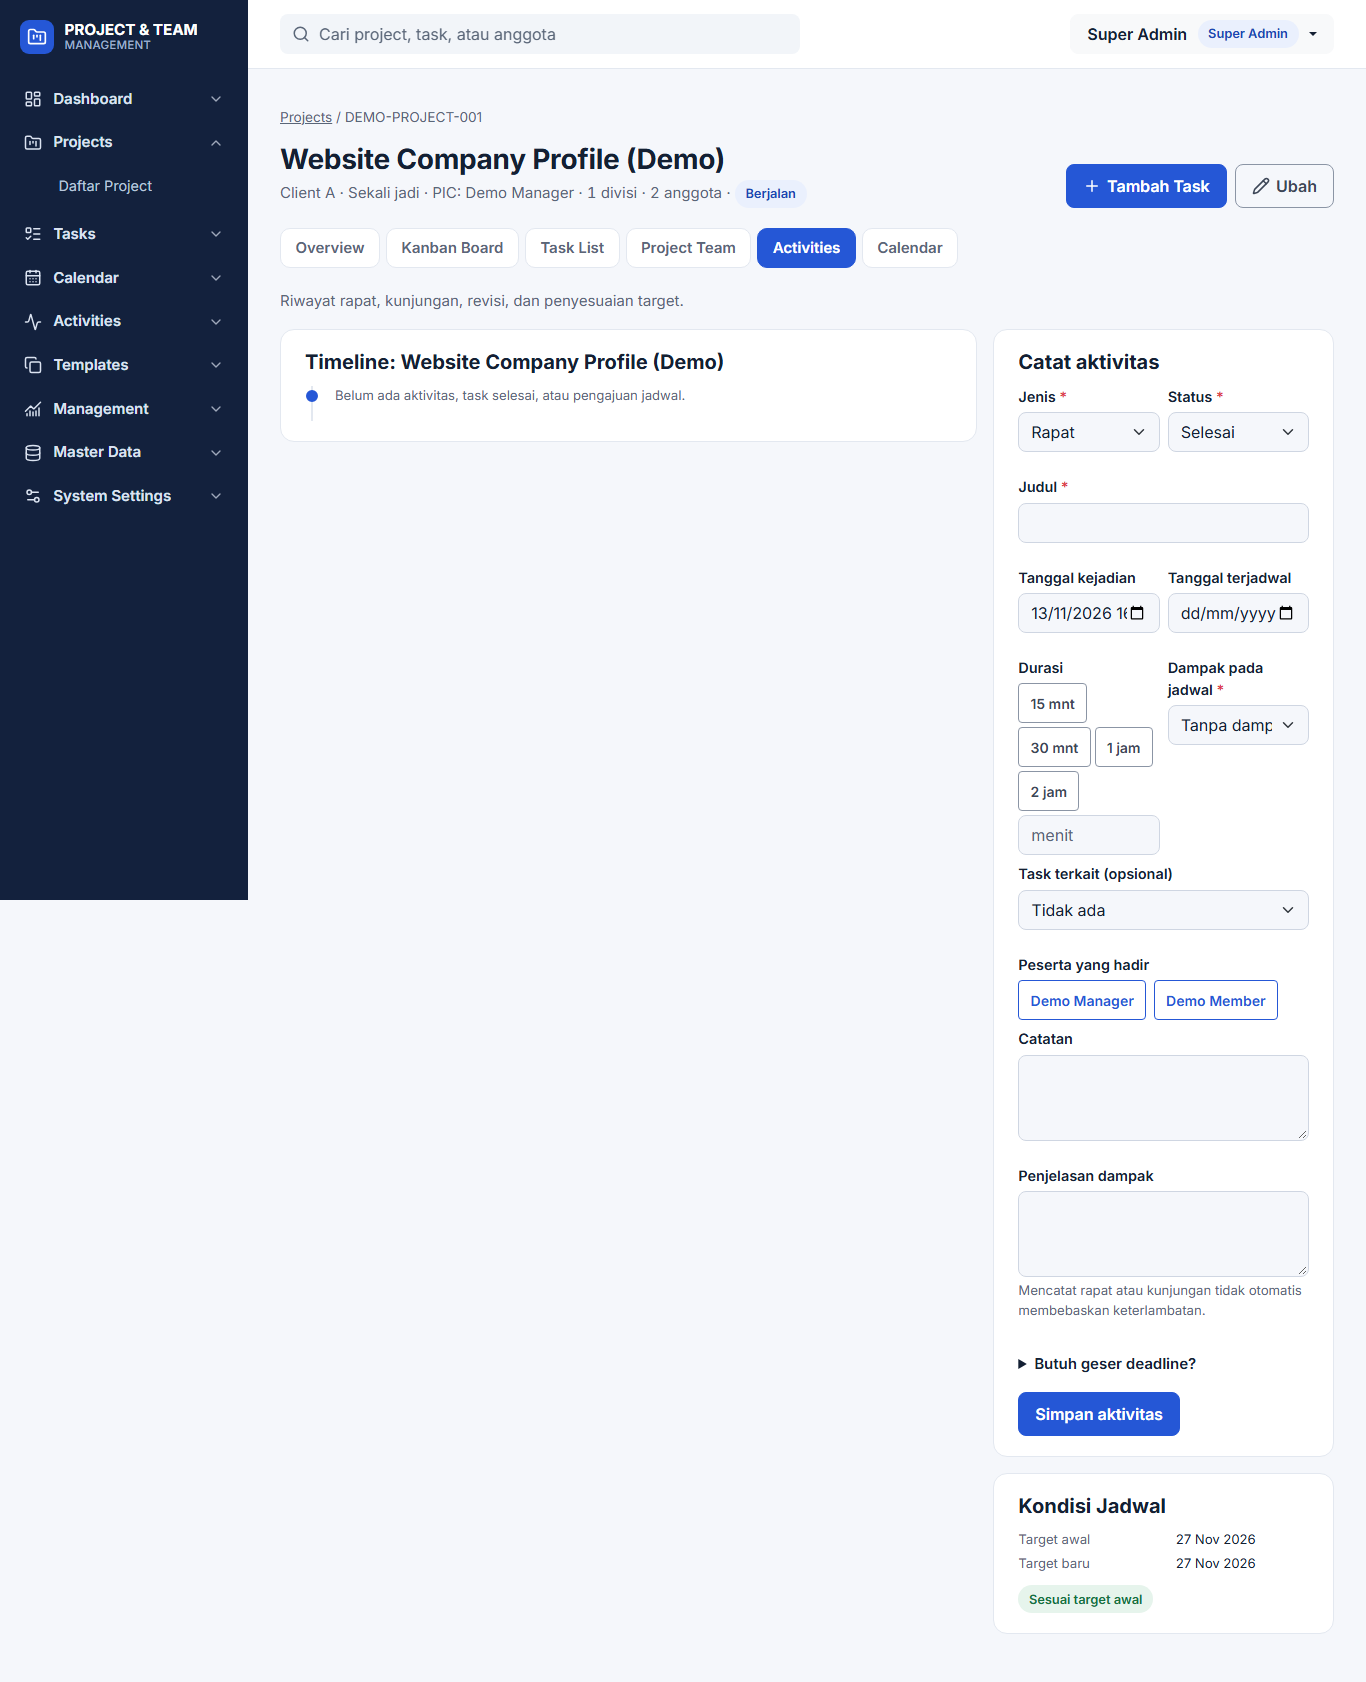 PROJECT & TEAM
MANAGEMENT
Dashboard
Projects
Daftar Project
Tasks
Calendar
Activities
Templates
Management
Master Data
System Settings
Cari project, task, atau anggota
Super Admin
Super Admin
Projects / DEMO-PROJECT-001
Website Company Profile (Demo)
Client A · Sekali jadi · PIC: Demo Manager · 1 divisi · 2 anggota · Berjalan
Tambah Task
Ubah
Overview
Kanban Board
Task List
Project Team
Activities
Calendar
Riwayat rapat, kunjungan, revisi, dan penyesuaian target.
Timeline: Website Company Profile (Demo)
Belum ada aktivitas, task selesai, atau pengajuan jadwal.
Catat aktivitas
Jenis * Status *
Rapat Selesai
Judul *
Tanggal kejadian Tanggal terjadwal
13/11/2026 dd/mm/yyyy
Durasi
Dampak pada
jadwal *
15 mnt
Tanpa damp
30 mnt 1 jam
2 jam
menit
Task terkait (opsional)
Tidak ada
Peserta yang hadir
Demo Manager Demo Member
Catatan
Penjelasan dampak
Mencatat rapat atau kunjungan tidak otomatis
membebaskan keterlambatan.
Butuh geser deadline?
Simpan aktivitas
Kondisi Jadwal
Target awal 27 Nov 2026
Target baru 27 Nov 2026
Sesuai target awal